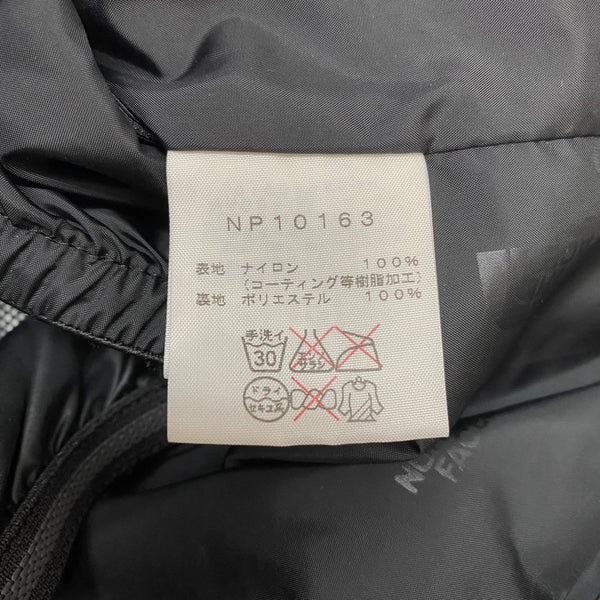 NP10163
表地 ナイロン 100%
(コーティング等樹脂加工)
裏地 ポリエステル 100%
手洗イ
30
エンソ
サラシ
ドライ
セキユ系
FACE